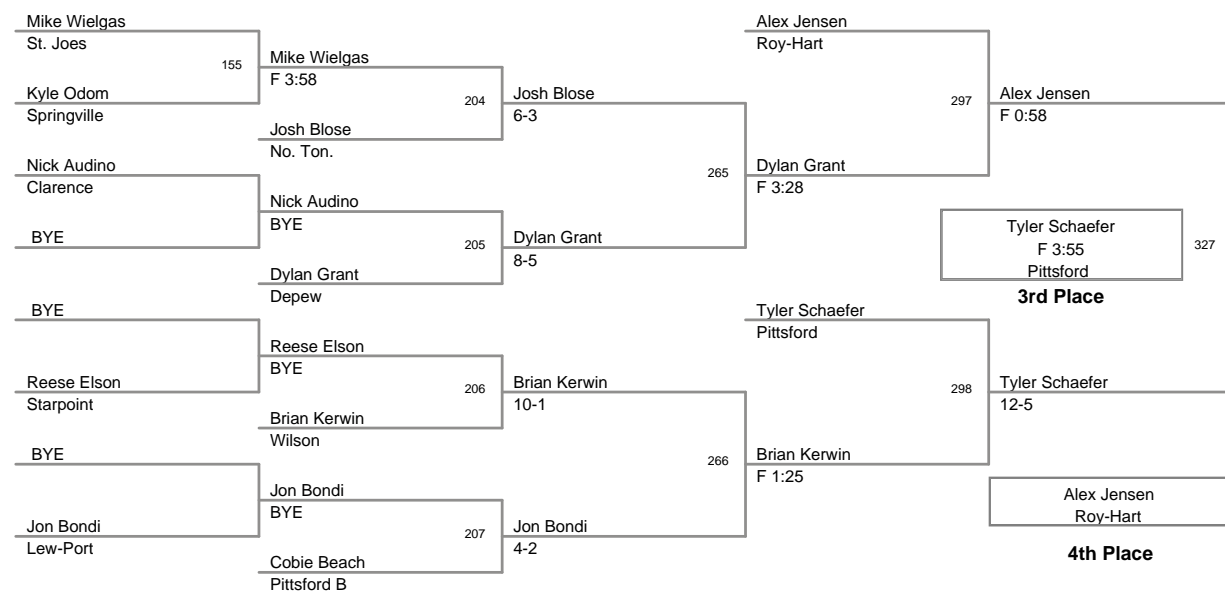 Mike Wielgas
St. Joes
155
Kyle Odom
Springville
Nick Audino
Clarence
BYE
BYE
Reese Elson
Starpoint
BYE
Jon Bondi
Lew-Port
Mike Wielgas
F 3:58
204
Josh Blose
No. Ton.
Nick Audino
BYE
205
Dylan Grant
Depew
Reese Elson
BYE
206
Brian Kerwin
Wilson
Jon Bondi
BYE
207
Cobie Beach
Pittsford B
Josh Blose
6-3
265
Dylan Grant
8-5
Brian Kerwin
10-1
266
Jon Bondi
4-2
Alex Jensen
Roy-Hart
297
Dylan Grant
F 3:28
Tyler Schaefer
Pittsford
298
Brian Kerwin
F 1:25
Alex Jensen
F 0:58
Tyler Schaefer
F 3:55
Pittsford
327
3rd Place
Tyler Schaefer
12-5
Alex Jensen
Roy-Hart
4th Place